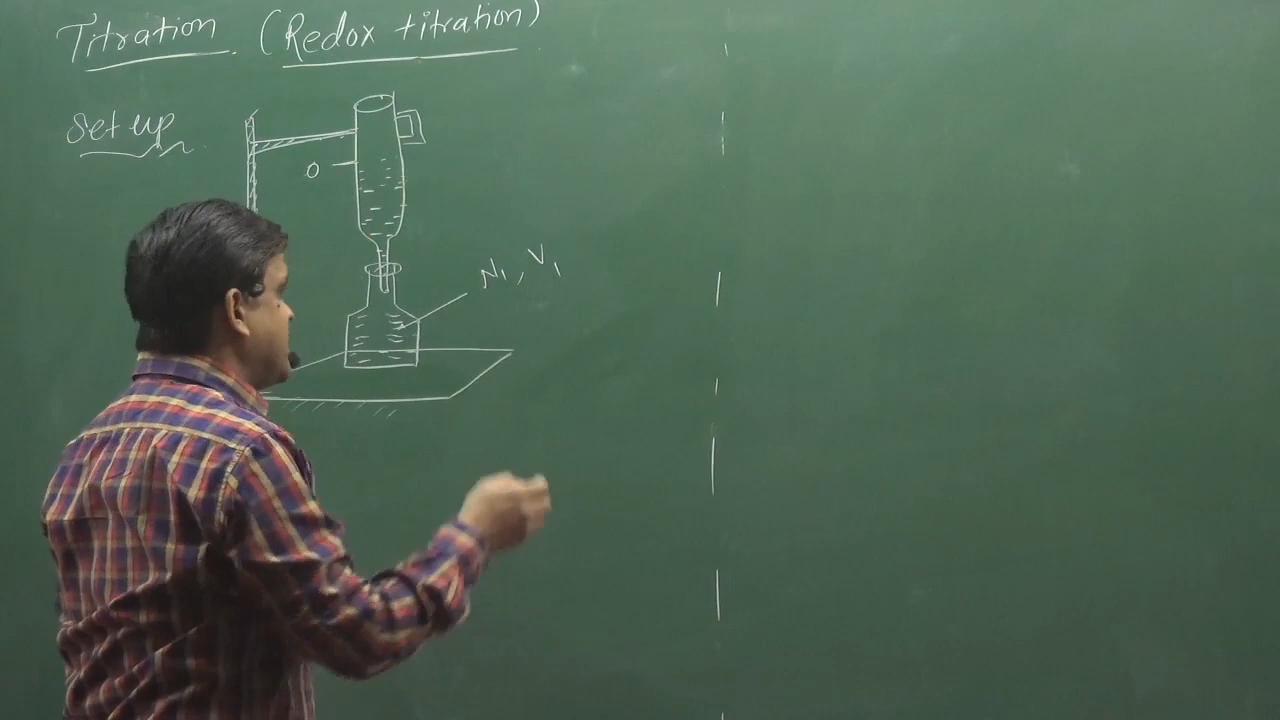 Titration. (Redox titration)
Set up.
0
N₁, V₁